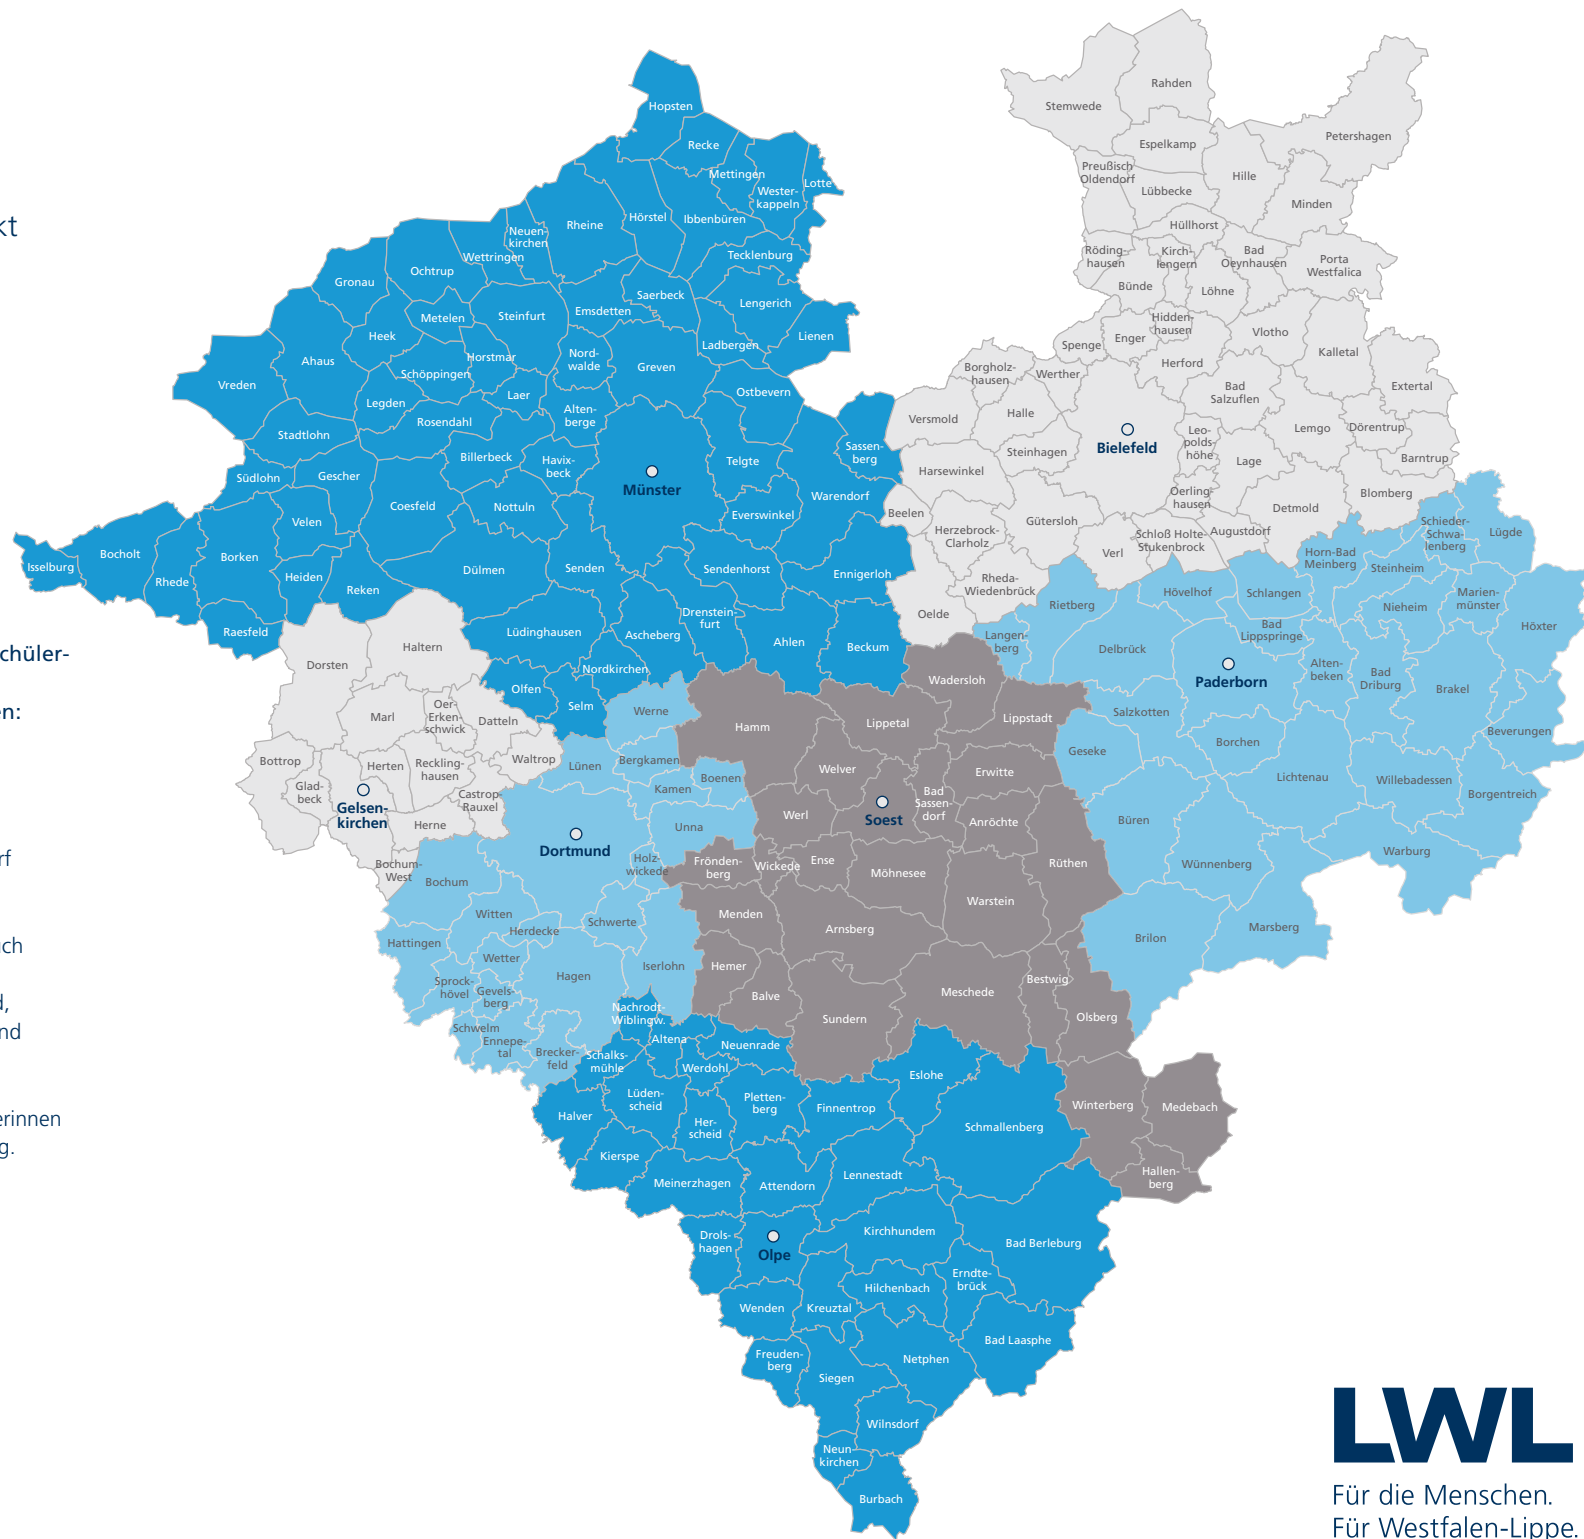 kt
chüler-
en:
rf
ich
d,
nd
erinnen
g.
Hopsten
Recke
Mettingen
Wester-
kappeln
Lotte
Rheine
Hörstel
Ibbenbüren
Neuen-
kirchen
Wettringen
Ochtrup
Gronau
Tecklenburg
Saerbeck
Lengerich
Emsdetten
Steinfurt
Metelen
Heek
Ahaus
Horstmar
Nord-
walde
Greven
Ladbergen
Lienen
Vreden
Schöppingen
Legden
Laer
Alten-
berge
Ostbevern
Rosendahl
Stadtlohn
Billerbeck
Havix-
beck
Telgte
Sassen-
berg
Südlohn
Gescher
Münster
Coesfeld
Nottuln
Everswinkel
Warendorf
Velen
Borken
Bocholt
Isselburg
Rhede
Heiden
Reken
Dülmen
Senden
Sendenhorst
Ennigerloh
Raesfeld
Lüdinghausen
Ascheberg
Drenstein-
furt
Ahlen
Beckum
Nordkirchen
Olfen
Selm
Stemwede
Rahden
Petershagen
Espelkamp
Preußisch
Oldendorf
Lübbecke
Hille
Minden
Hüllhorst
Röding-
hausen
Kirch-
lengern
Bad
Oeynhausen
Porta
Westfalica
Bünde
Löhne
Hidden-
hausen
Enger
Spenge
Vlotho
Kalletal
Herford
Borgholz-
hausen
Werther
Bad
Salzuflen
Extertal
Versmold
Halle
Bielefeld
Leo-
polds-
höhe
Lemgo
Dörentrup
Steinhagen
Lage
Barntrup
Harsewinkel
Oerling-
hausen
Detmold
Blomberg
Beelen
Herzebrock-
Clarholz
Gütersloh
Verl
Schloß Holte-
Stukenbrock
Augustdorf
Rheda-
Wiedenbrück
Oelde
Schieder-
Schwa-
lenberg
Lügde
Horn-Bad
Meinberg
Steinheim
Rietberg
Hövelhof
Schlangen
Nieheim
Marien-
münster
Höxter
Langen-
berg
Delbrück
Bad
Lippspringe
Paderborn
Alten-
beken
Bad
Driburg
Brakel
Salzkotten
Borchen
Beverungen
Geseke
Lichtenau
Willebadessen
Borgentreich
Büren
Wünnenberg
Warburg
Brilon
Marsberg
Dorsten
Haltern
Marl
Oer-
Erken-
schwick
Datteln
Bottrop
Herten
Reckling-
hausen
Waltrop
Glad-
beck
Gelsen-
kirchen
Castrop-
Rauxel
Herne
Bochum-
West
Werne
Lünen
Bergkamen
Boenen
Kamen
Unna
Dortmund
Holz-
wickede
Bochum
Witten
Herdecke
Schwerte
Hattingen
Wetter
Hagen
Iserlohn
Sprock-
hövel
Gevels-
berg
Schwelm
Ennepe-
tal
Brecker-
feld
Wadersloh
Hamm
Lippetal
Lippstadt
Welver
Erwitte
Bad
Sassen-
dorf
Soest
Werl
Anröchte
Frönden-
berg
Wickede
Ense
Möhnesee
Rüthen
Warstein
Menden
Arnsberg
Hemer
Balve
Sundern
Meschede
Bestwig
Olsberg
Winterberg
Medebach
Hallen-
berg
Nachrodt-
Wiblingw.
Altena
Neuenrade
Schalks-
mühle
Werdohl
Lüden-
scheid
Pletten-
berg
Halver
Her-
scheid
Finnentrop
Eslohe
Schmallenberg
Kierspe
Meinerzhagen
Attendorn
Lennestadt
Drols-
hagen
Olpe
Kirchhundem
Bad Berleburg
Hilchenbach
Erndte-
brück
Wenden
Kreuztal
Bad Laasphe
Freuden-
berg
Siegen
Netphen
Wilnsdorf
Neun-
kirchen
Burbach
LWL
Für die Menschen.
Für Westfalen-Lippe.